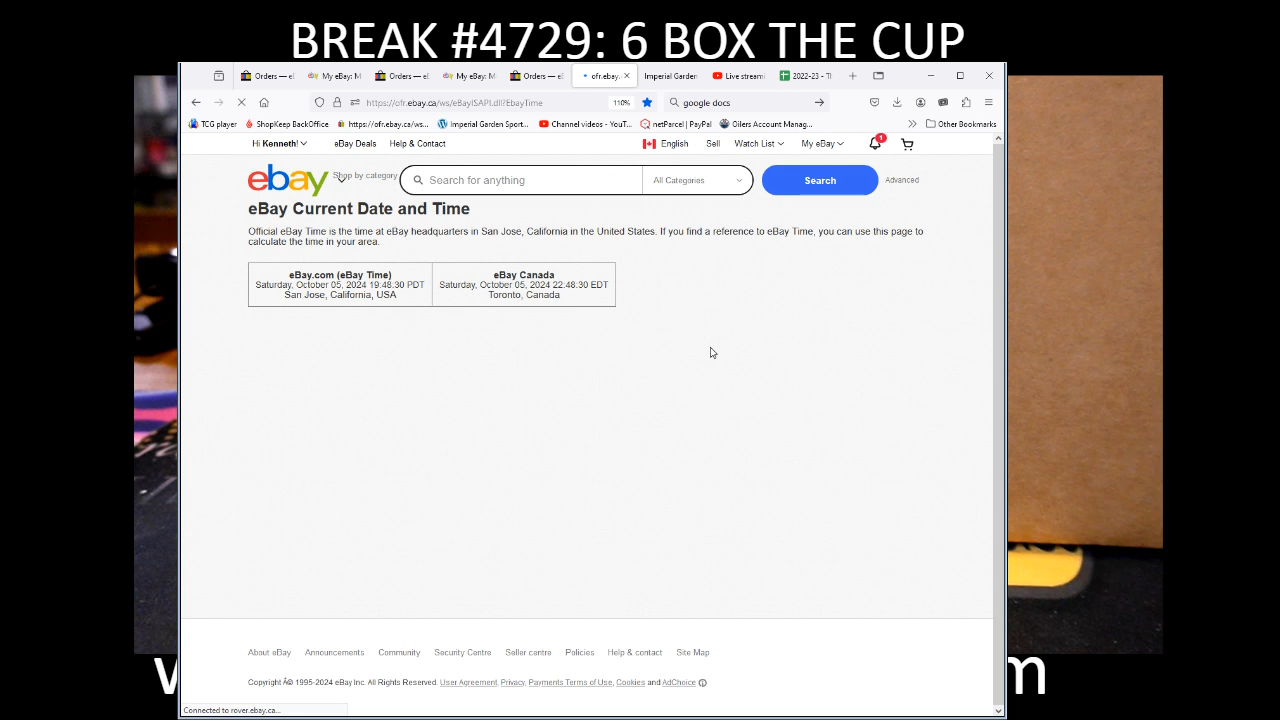 BREAK #4729: 6 BOX THE CUP
Orders — eB
My eBay: M
Orders — eB
My eBay: M
Orders — eB
ofr.ebay.
Imperial Garden
Live streami
2022-23 - Tl
https://ofr.ebay.ca/ws/eBayISAPI.dll?EbayTime
110%
google docs
TCG player
ShopKeep BackOffice
https://ofr.ebay.ca/ws...
Imperial Garden Sport...
Channel videos - YouT...
netParcel | PayPal
Oilers Account Manag...
Other Bookmarks
Hi Kenneth!
eBay Deals
Help & Contact
English
Sell
Watch List
My eBay
1
ebay
Shop by category
Search for anything
All Categories
Search
Advanced
eBay Current Date and Time
Official eBay Time is the time at eBay headquarters in San Jose, California in the United States. If you find a reference to eBay Time, you can use this page to
calculate the time in your area.
eBay.com (eBay Time)
Saturday, October 05, 2024 19:48.30 PDT
San Jose, California, USA
eBay Canada
Saturday, October 05, 2024 22.48:30 EDT
Toronto, Canada
About eBay
Announcements
Community
Security Centre
Seller centre
Policies
Help & contact
Site Map
Copyright Â© 1995-2024 eBay Inc. All Rights Reserved. User Agreement, Privacy, Payments Terms of Use, Cookies and AdChoice
Connected to rover.ebay.ca...